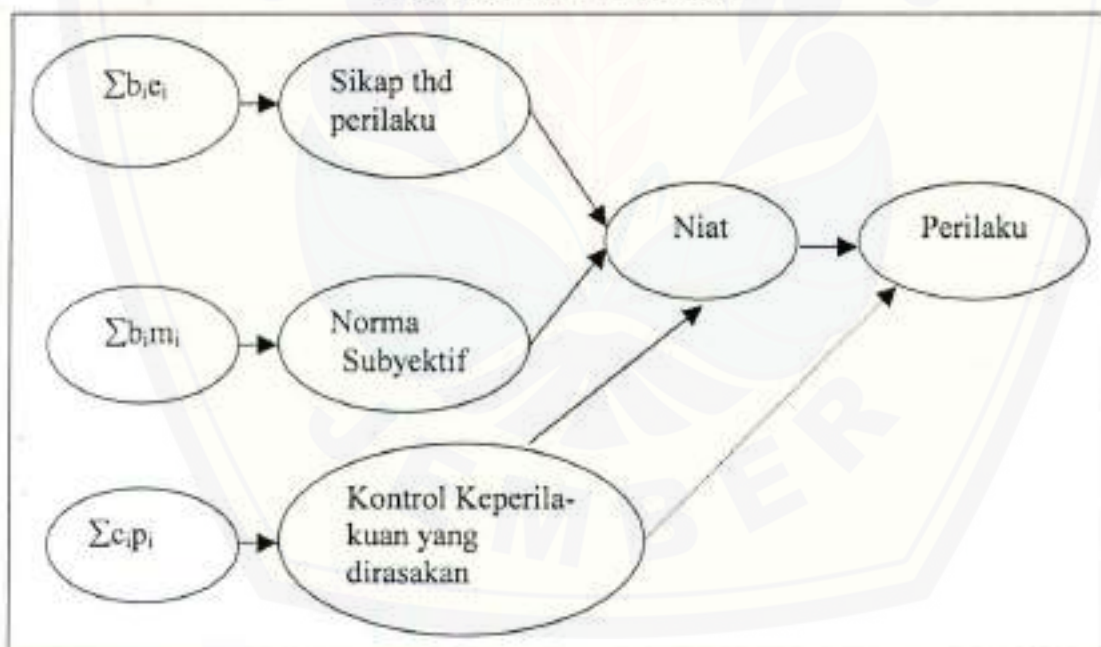 ∑bᵢeᵢ
Sikap thd
perilaku
Niat
Perilaku
∑bᵢmᵢ
Norma
Subyektif
∑cᵢpᵢ
Kontrol Keperila-
kuan yang
dirasakan